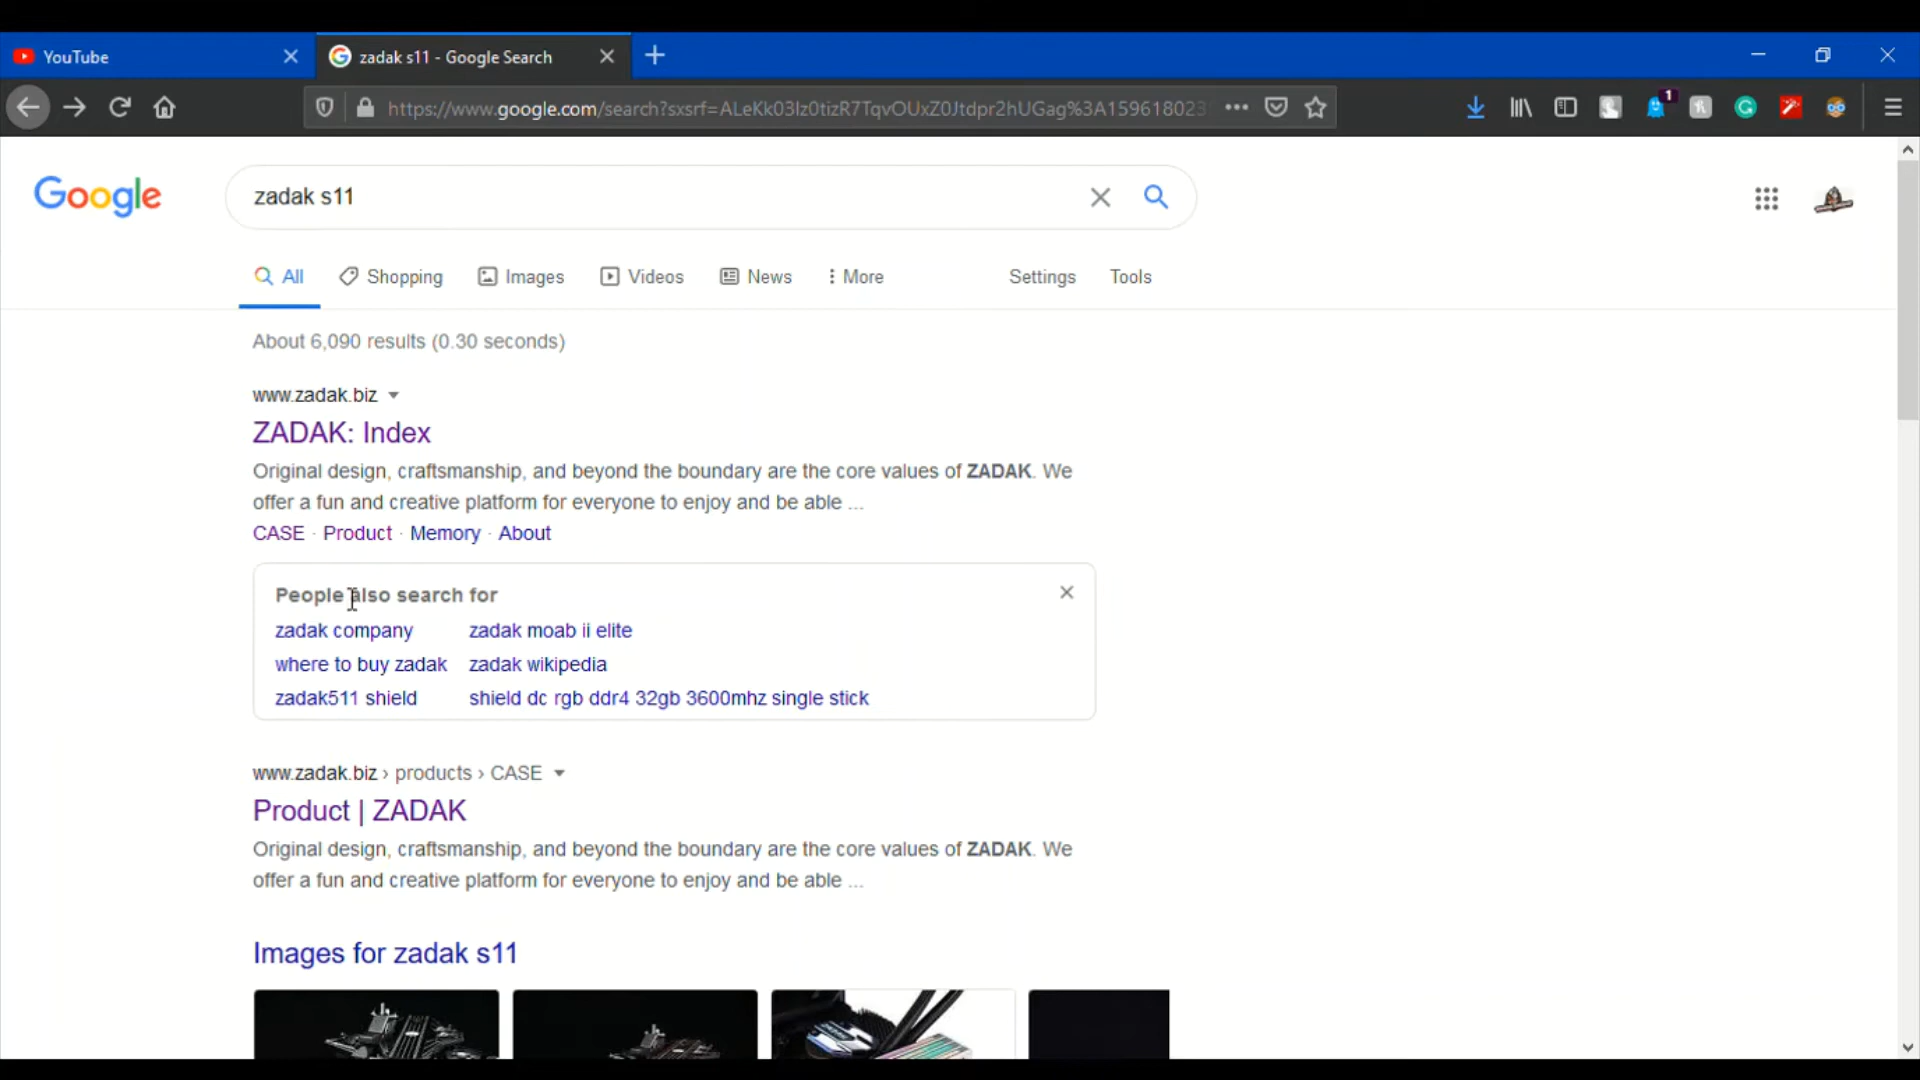 YouTube
zadak s11 - Google Search
https://www.google.com/search?sxsrf=ALeKk03Iz0tizR7TqvOUxZ0Jtdpr2hUGag%3A159618023
1
Google
zadak s11
All
Shopping
Images
Videos
News
More
Settings
Tools
About 6,090 results (0.30 seconds)
www.zadak.biz
ZADAK: Index
Original design, craftsmanship, and beyond the boundary are the core values of ZADAK. We
offer a fun and creative platform for everyone to enjoy and be able ...
CASE · Product · Memory · About
People also search for
zadak company
zadak moab ii elite
where to buy zadak
zadak wikipedia
zadak511 shield
shield dc rgb ddr4 32gb 3600mhz single stick
www.zadak.biz › products › CASE
Product | ZADAK
Original design, craftsmanship, and beyond the boundary are the core values of ZADAK. We
offer a fun and creative platform for everyone to enjoy and be able ...
Images for zadak s11